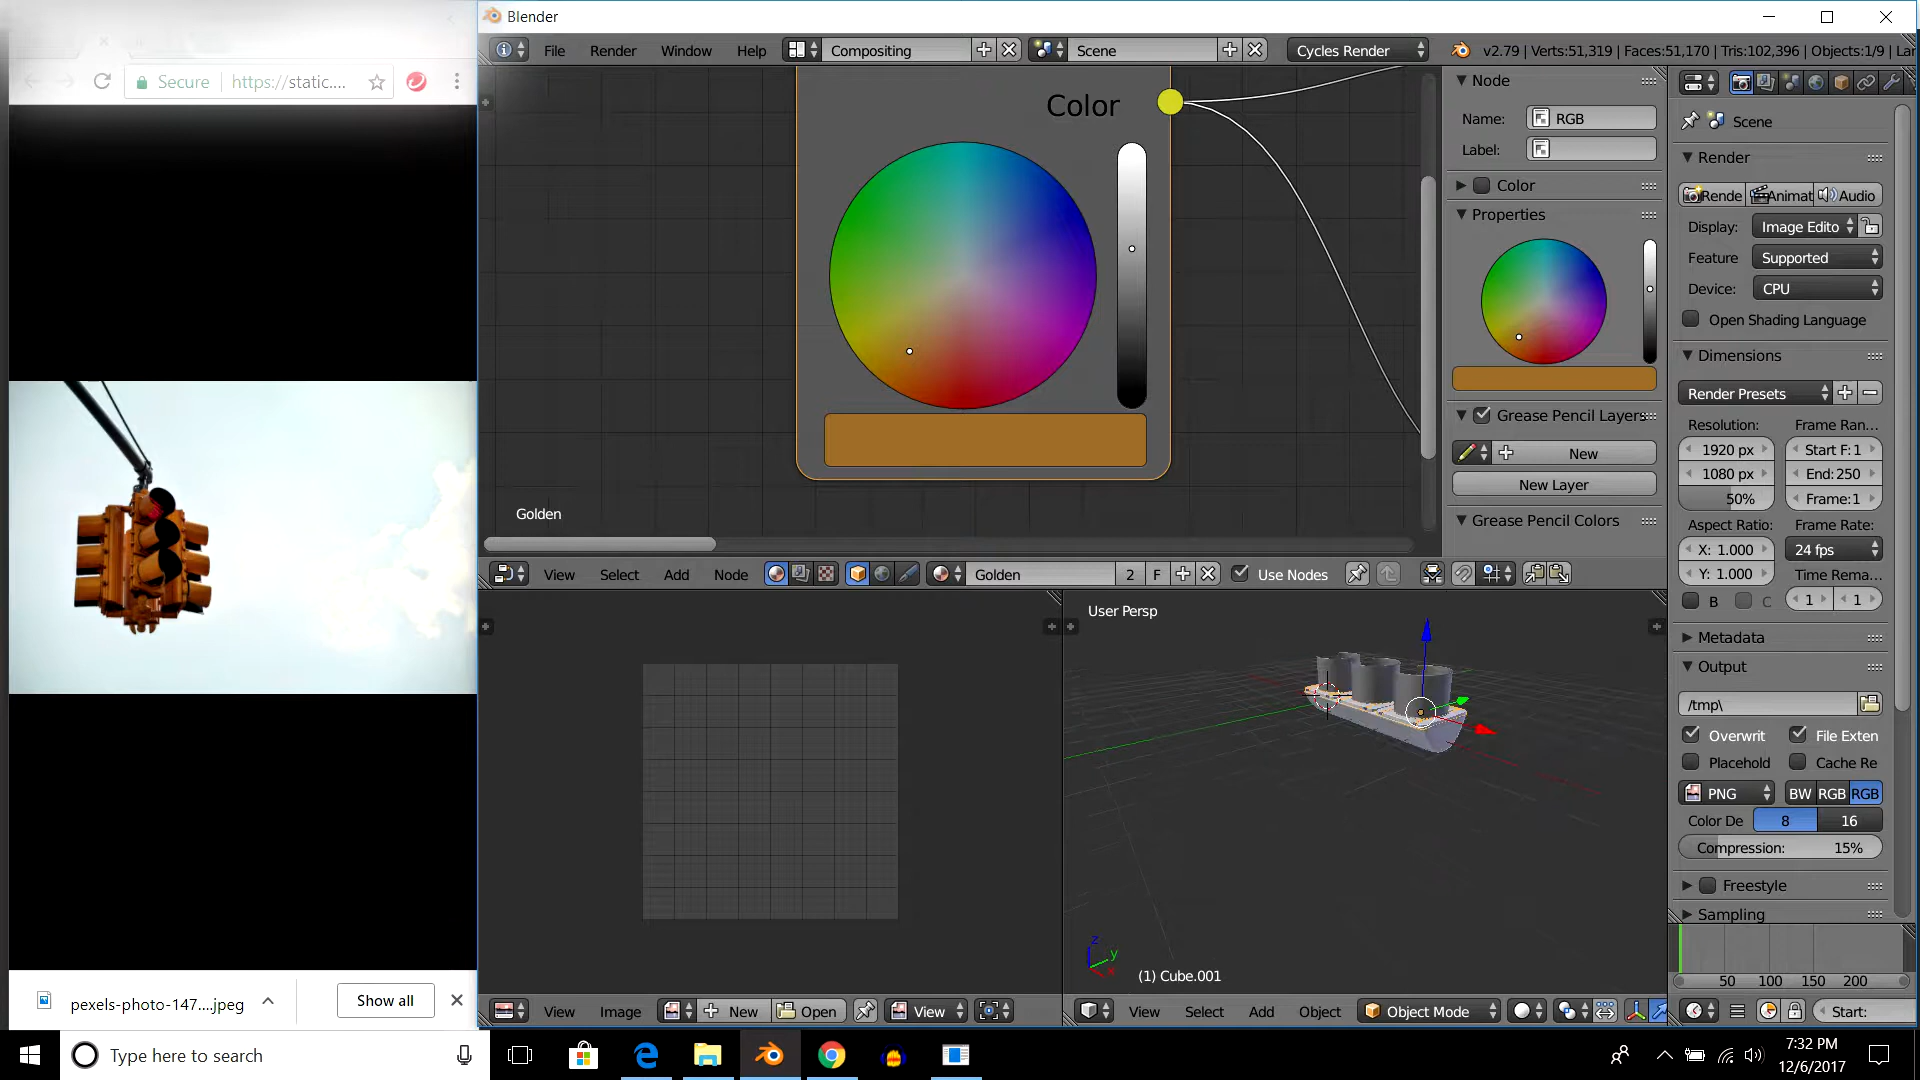 Blender
File Render Window Help Compositing Scene Cycles Render v2.79 | Verts:51,319 | Faces:51,170 | Tris:102,396 | Objects:1/9 | Lar
Secure https://static....
Color
Golden
View Select Add Node Golden 2 F Use Nodes
Node
Name: RGB
Label:
Color
Properties
Grease Pencil Layers
New
New Layer
Grease Pencil Colors
Scene
Render
Rende Animat Audio
Display: Image Edito
Feature Supported
Device: CPU
Open Shading Language
Dimensions
Render Presets
Resolution: Frame Ran...
1920 px Start F: 1
1080 px End: 250
50% Frame: 1
Aspect Ratio: Frame Rate:
X: 1.000 24 fps
Y: 1.000 Time Rema...
B C 1 1
Metadata
Output
/tmp\
Overwrit File Exten
Placehold Cache Re
PNG BW RGB RGB
Color De 8 16
Compression: 15%
Freestyle
Sampling
50 100 150 200
Start:
User Persp
z
y
x
(1) Cube.001
View Image New Open View
View Select Add Object Object Mode
pexels-photo-147....jpeg Show all
Type here to search
7:32 PM
12/6/2017